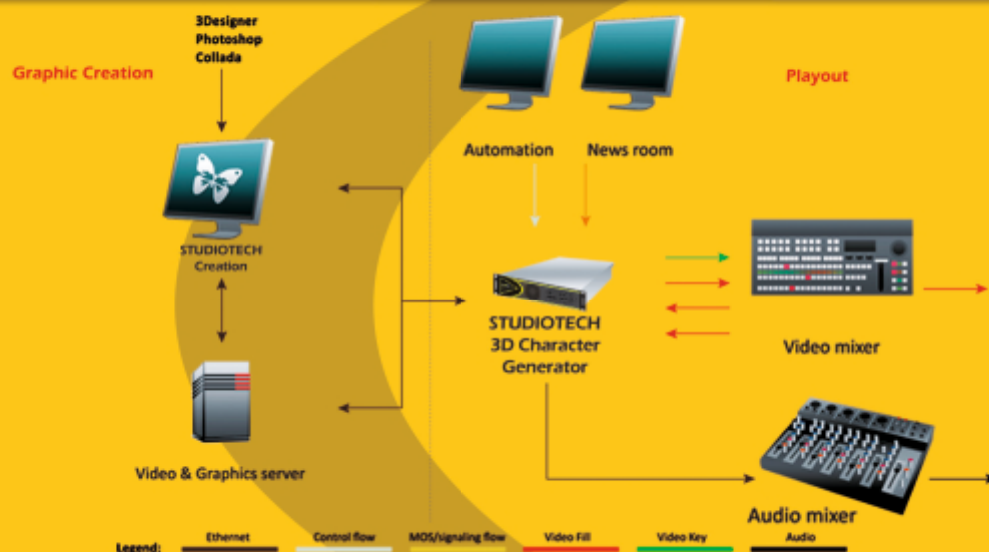 3Designer
Photoshop
Collada
Graphic Creation
Playout
Automation
News room
STUDIOTECH
Creation
STUDIOTECH
3D Character
Generator
Video mixer
Video & Graphics server
Audio mixer
Legend:
Ethernet
Control flow
MOS/signaling flow
Video Fill
Video Key
Audio